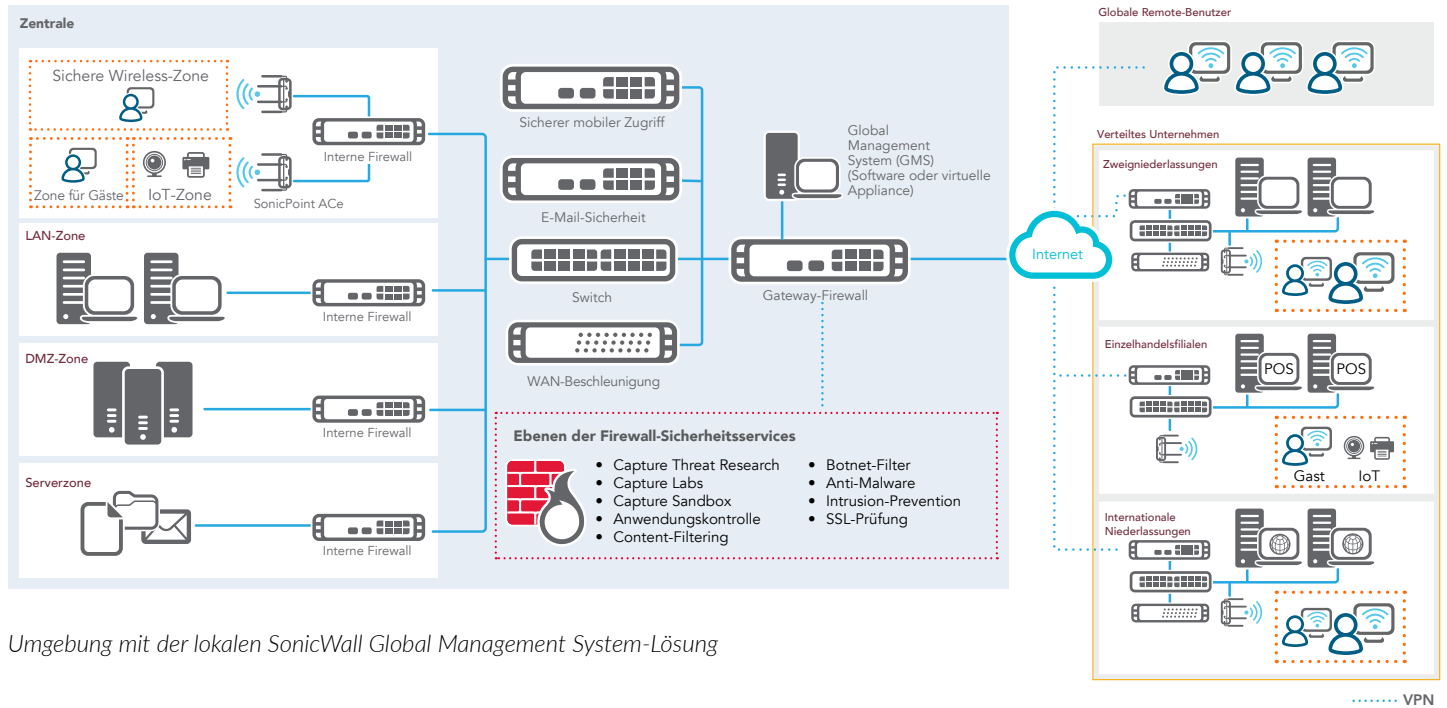 Zentrale
Sichere Wireless-Zone
Zone für Gäste
IoT-Zone
SonicPoint ACe
Interne Firewall
LAN-Zone
Interne Firewall
DMZ-Zone
Interne Firewall
Serverzone
Interne Firewall
Sicherer mobiler Zugriff
E-Mail-Sicherheit
Switch
WAN-Beschleunigung
Global
Management
System (GMS)
(Software oder virtuelle
Appliance)
Gateway-Firewall
Ebenen der Firewall-Sicherheitsservices
• Capture Threat Research
• Capture Labs
• Capture Sandbox
• Anwendungskontrolle
• Content-Filtering
• Botnet-Filter
• Anti-Malware
• Intrusion-Prevention
• SSL-Prüfung
Internet
Globale Remote-Benutzer
Verteiltes Unternehmen
Zweigniederlassungen
Einzelhandelsfilialen
POS
POS
Gast
IoT
Internationale
Niederlassungen
Umgebung mit der lokalen SonicWall Global Management System-Lösung
VPN